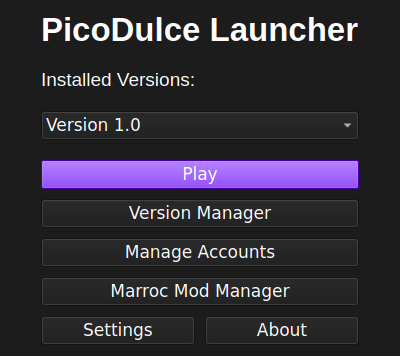 PicoDulce Launcher
Installed Versions:
Version 1.0
Play
Version Manager
Manage Accounts
Marroc Mod Manager
Settings About